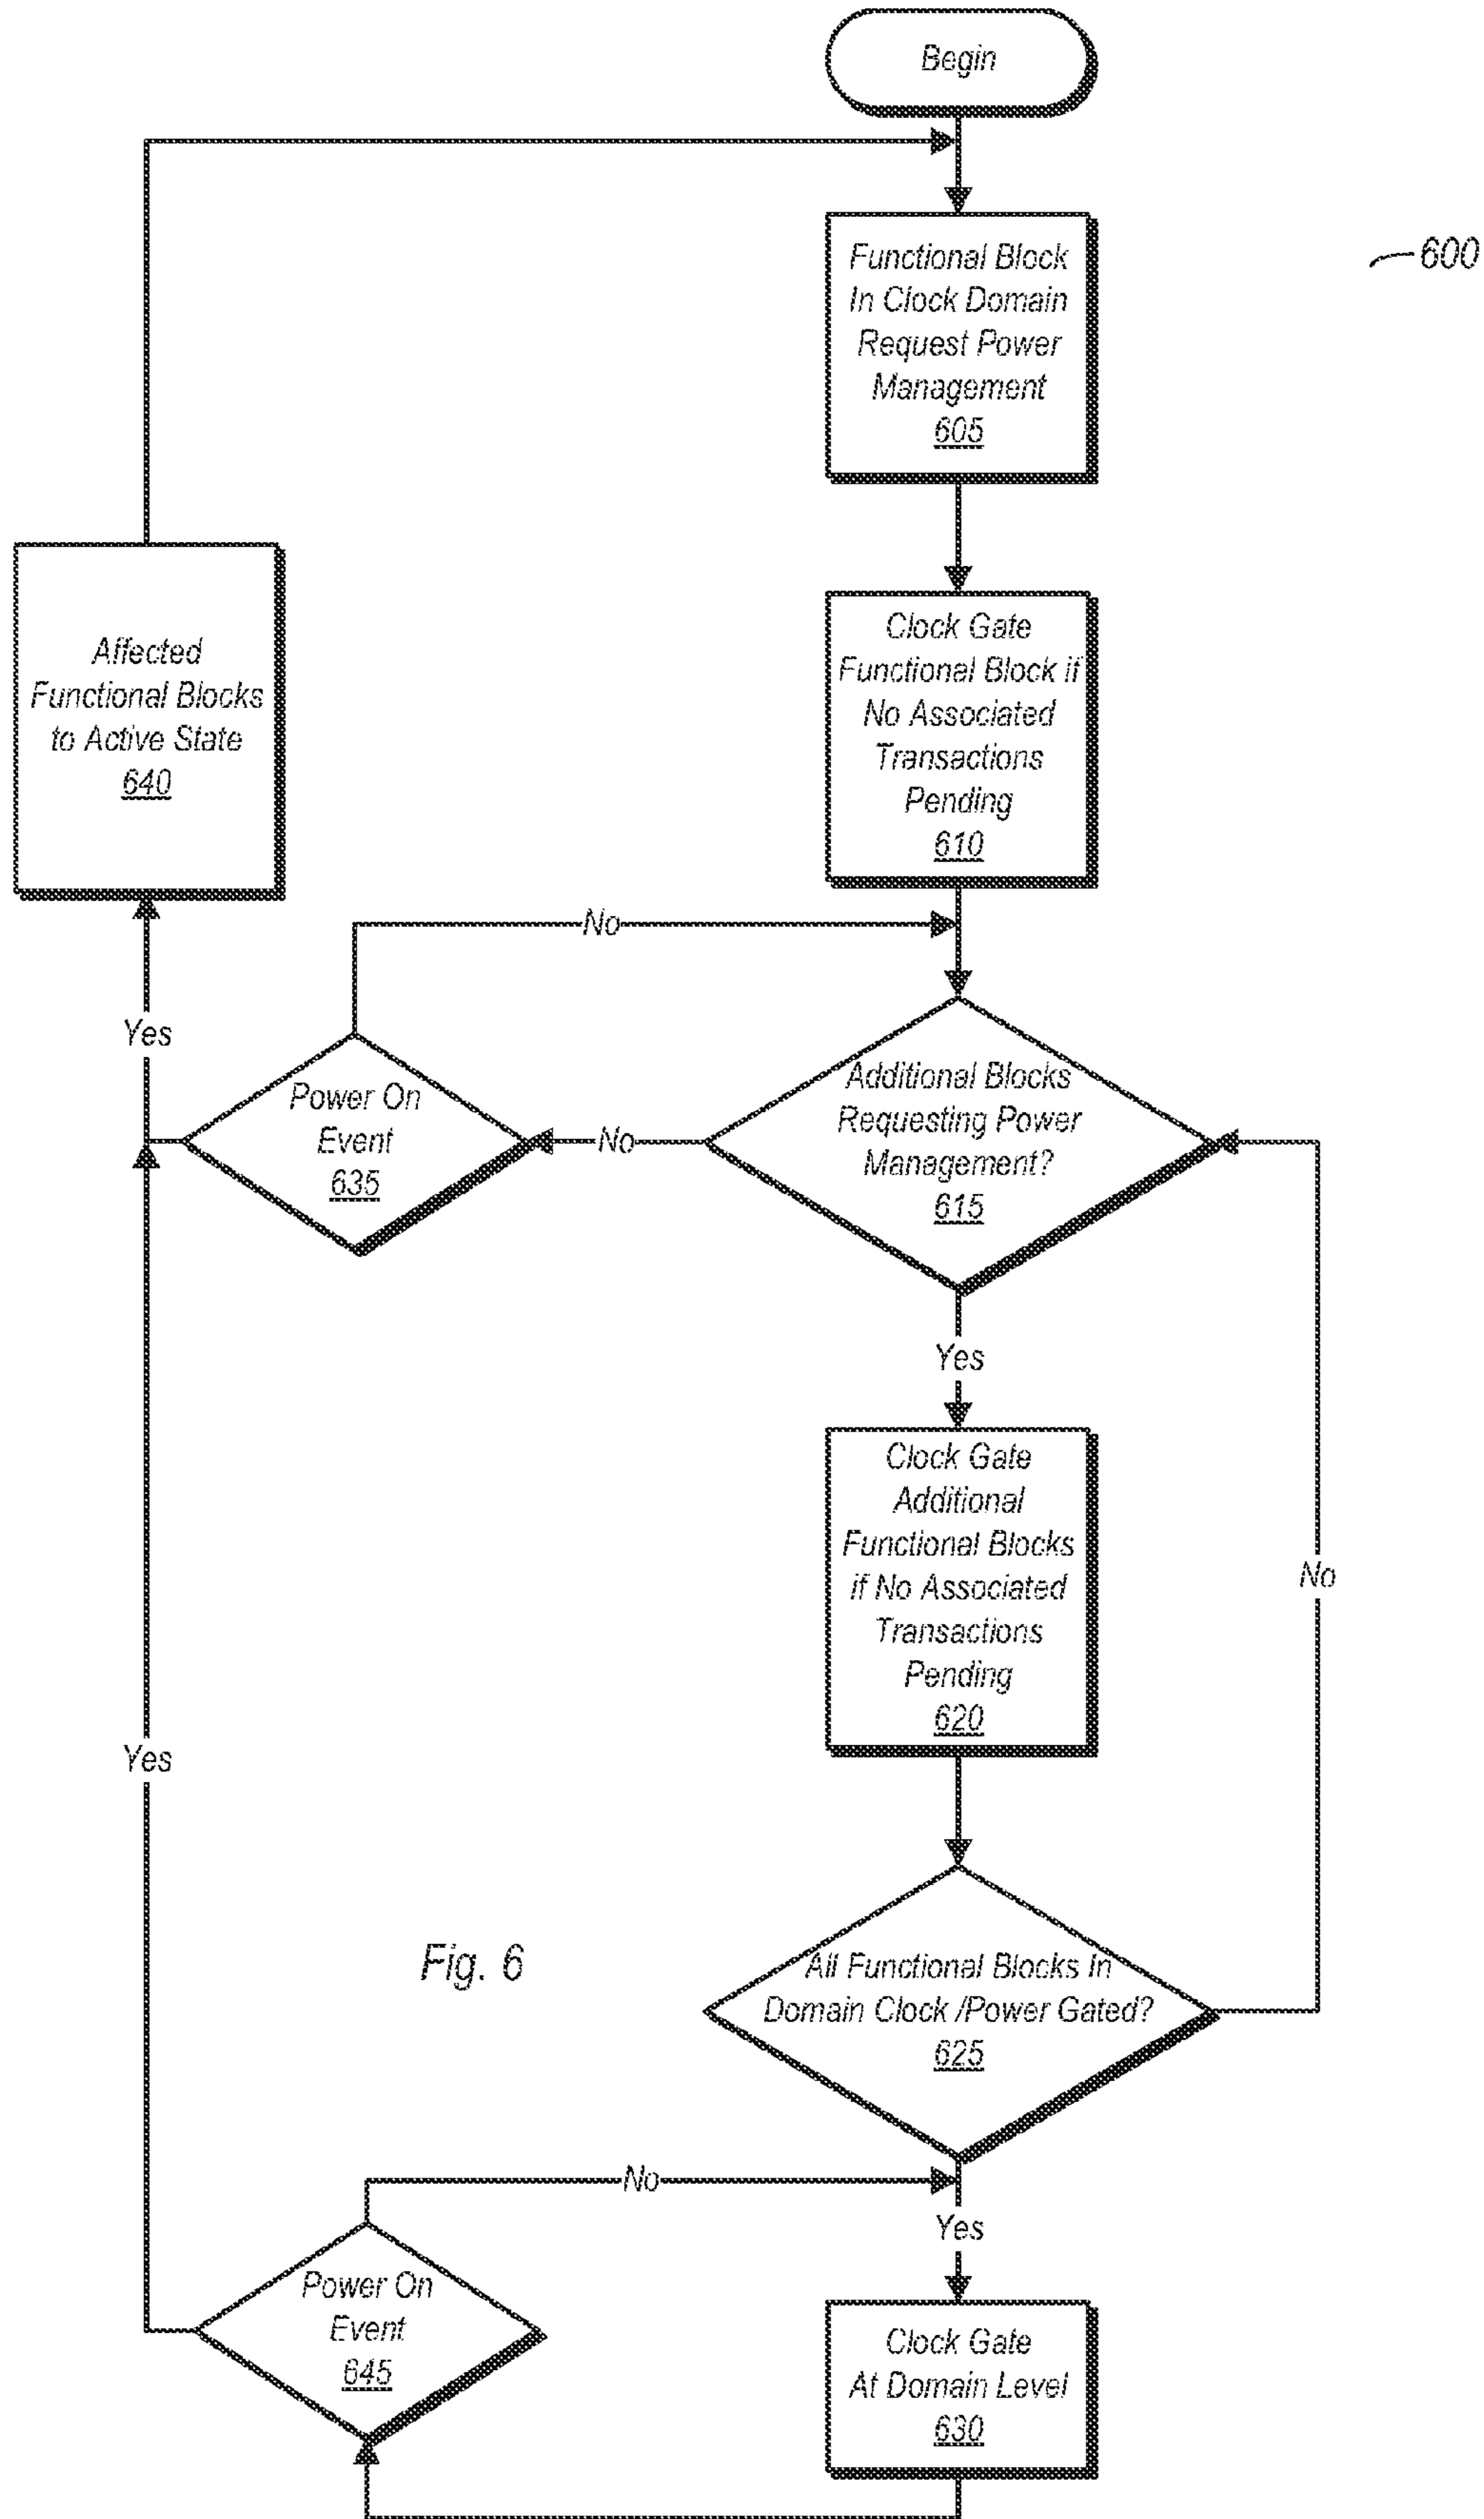 Begin
600
Functional Block
In Clock Domain
Request Power
Management
605
Affected
Functional Blocks
to Active State
640
Clock Gate
Functional Block if
No Associated
Transactions
Pending
610
No
Yes
Power On
Event
635
No
Additional Blocks
Requesting Power
Management?
615
Yes
Clock Gate
Additional
Functional Blocks
if No Associated
Transactions
Pending
620
No
Yes
Fig. 6
All Functional Blocks In
Domain Clock /Power Gated?
625
No
Yes
Power On
Event
645
Clock Gate
At Domain Level
630